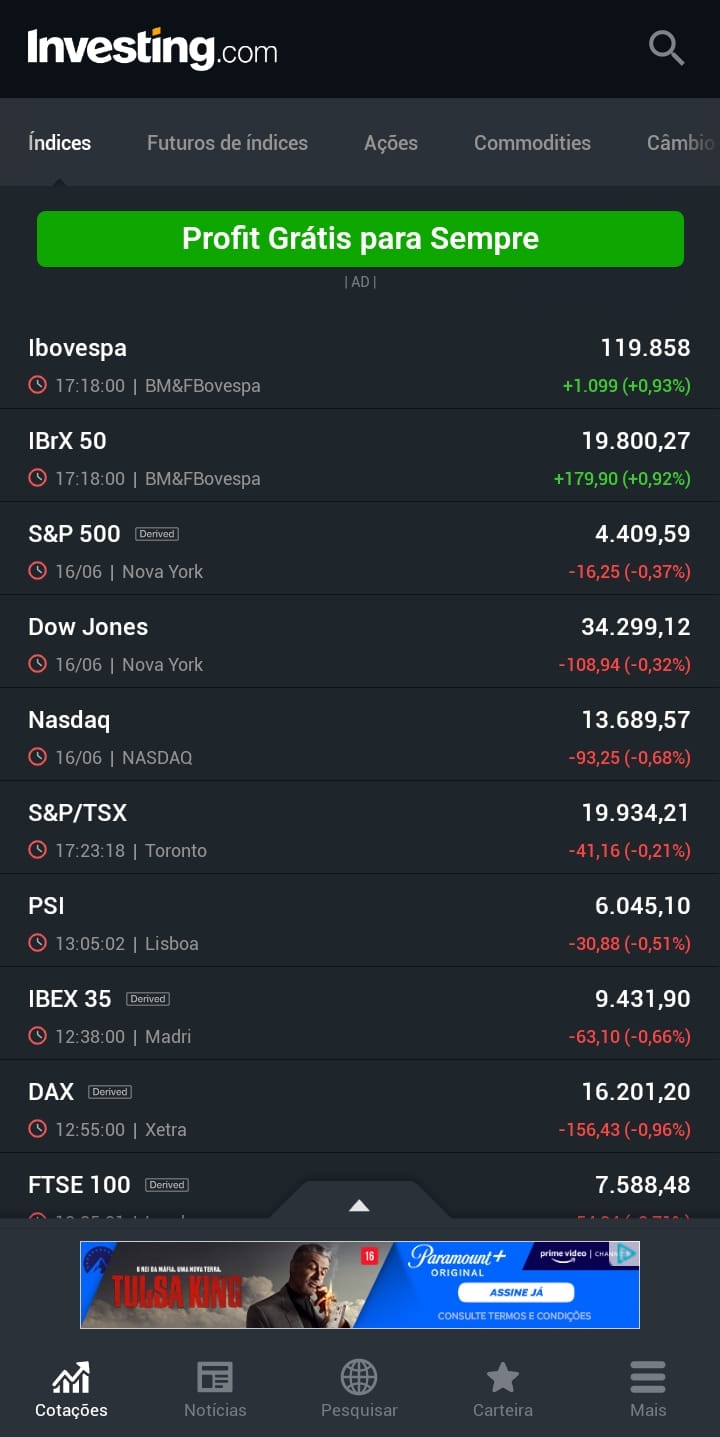 Investing.com
Índices Futuros de índices Ações Commodities Câmbio
Profit Grátis para Sempre
| AD |
Ibovespa 119.858
17:18:00 | BM&FBovespa +1.099 (+0,93%)
IBrX 50 19.800,27
17:18:00 | BM&FBovespa +179,90 (+0,92%)
S&P 500 Derived 4.409,59
16/06 | Nova York -16,25 (-0,37%)
Dow Jones 34.299,12
16/06 | Nova York -108,94 (-0,32%)
Nasdaq 13.689,57
16/06 | NASDAQ -93,25 (-0,68%)
S&P/TSX 19.934,21
17:23:18 | Toronto -41,16 (-0,21%)
PSI 6.045,10
13:05:02 | Lisboa -30,88 (-0,51%)
IBEX 35 Derived 9.431,90
12:38:00 | Madri -63,10 (-0,66%)
DAX Derived 16.201,20
12:55:00 | Xetra -156,43 (-0,96%)
FTSE 100 Derived 7.588,48
O REI DA MÁFIA. UMA NOVA TERRA.
TULSA KING
16
Paramount+
ORIGINAL
prime video | CHAN
ASSINE JÁ
CONSULTE TERMOS E CONDIÇÕES
Cotações Notícias Pesquisar Carteira Mais